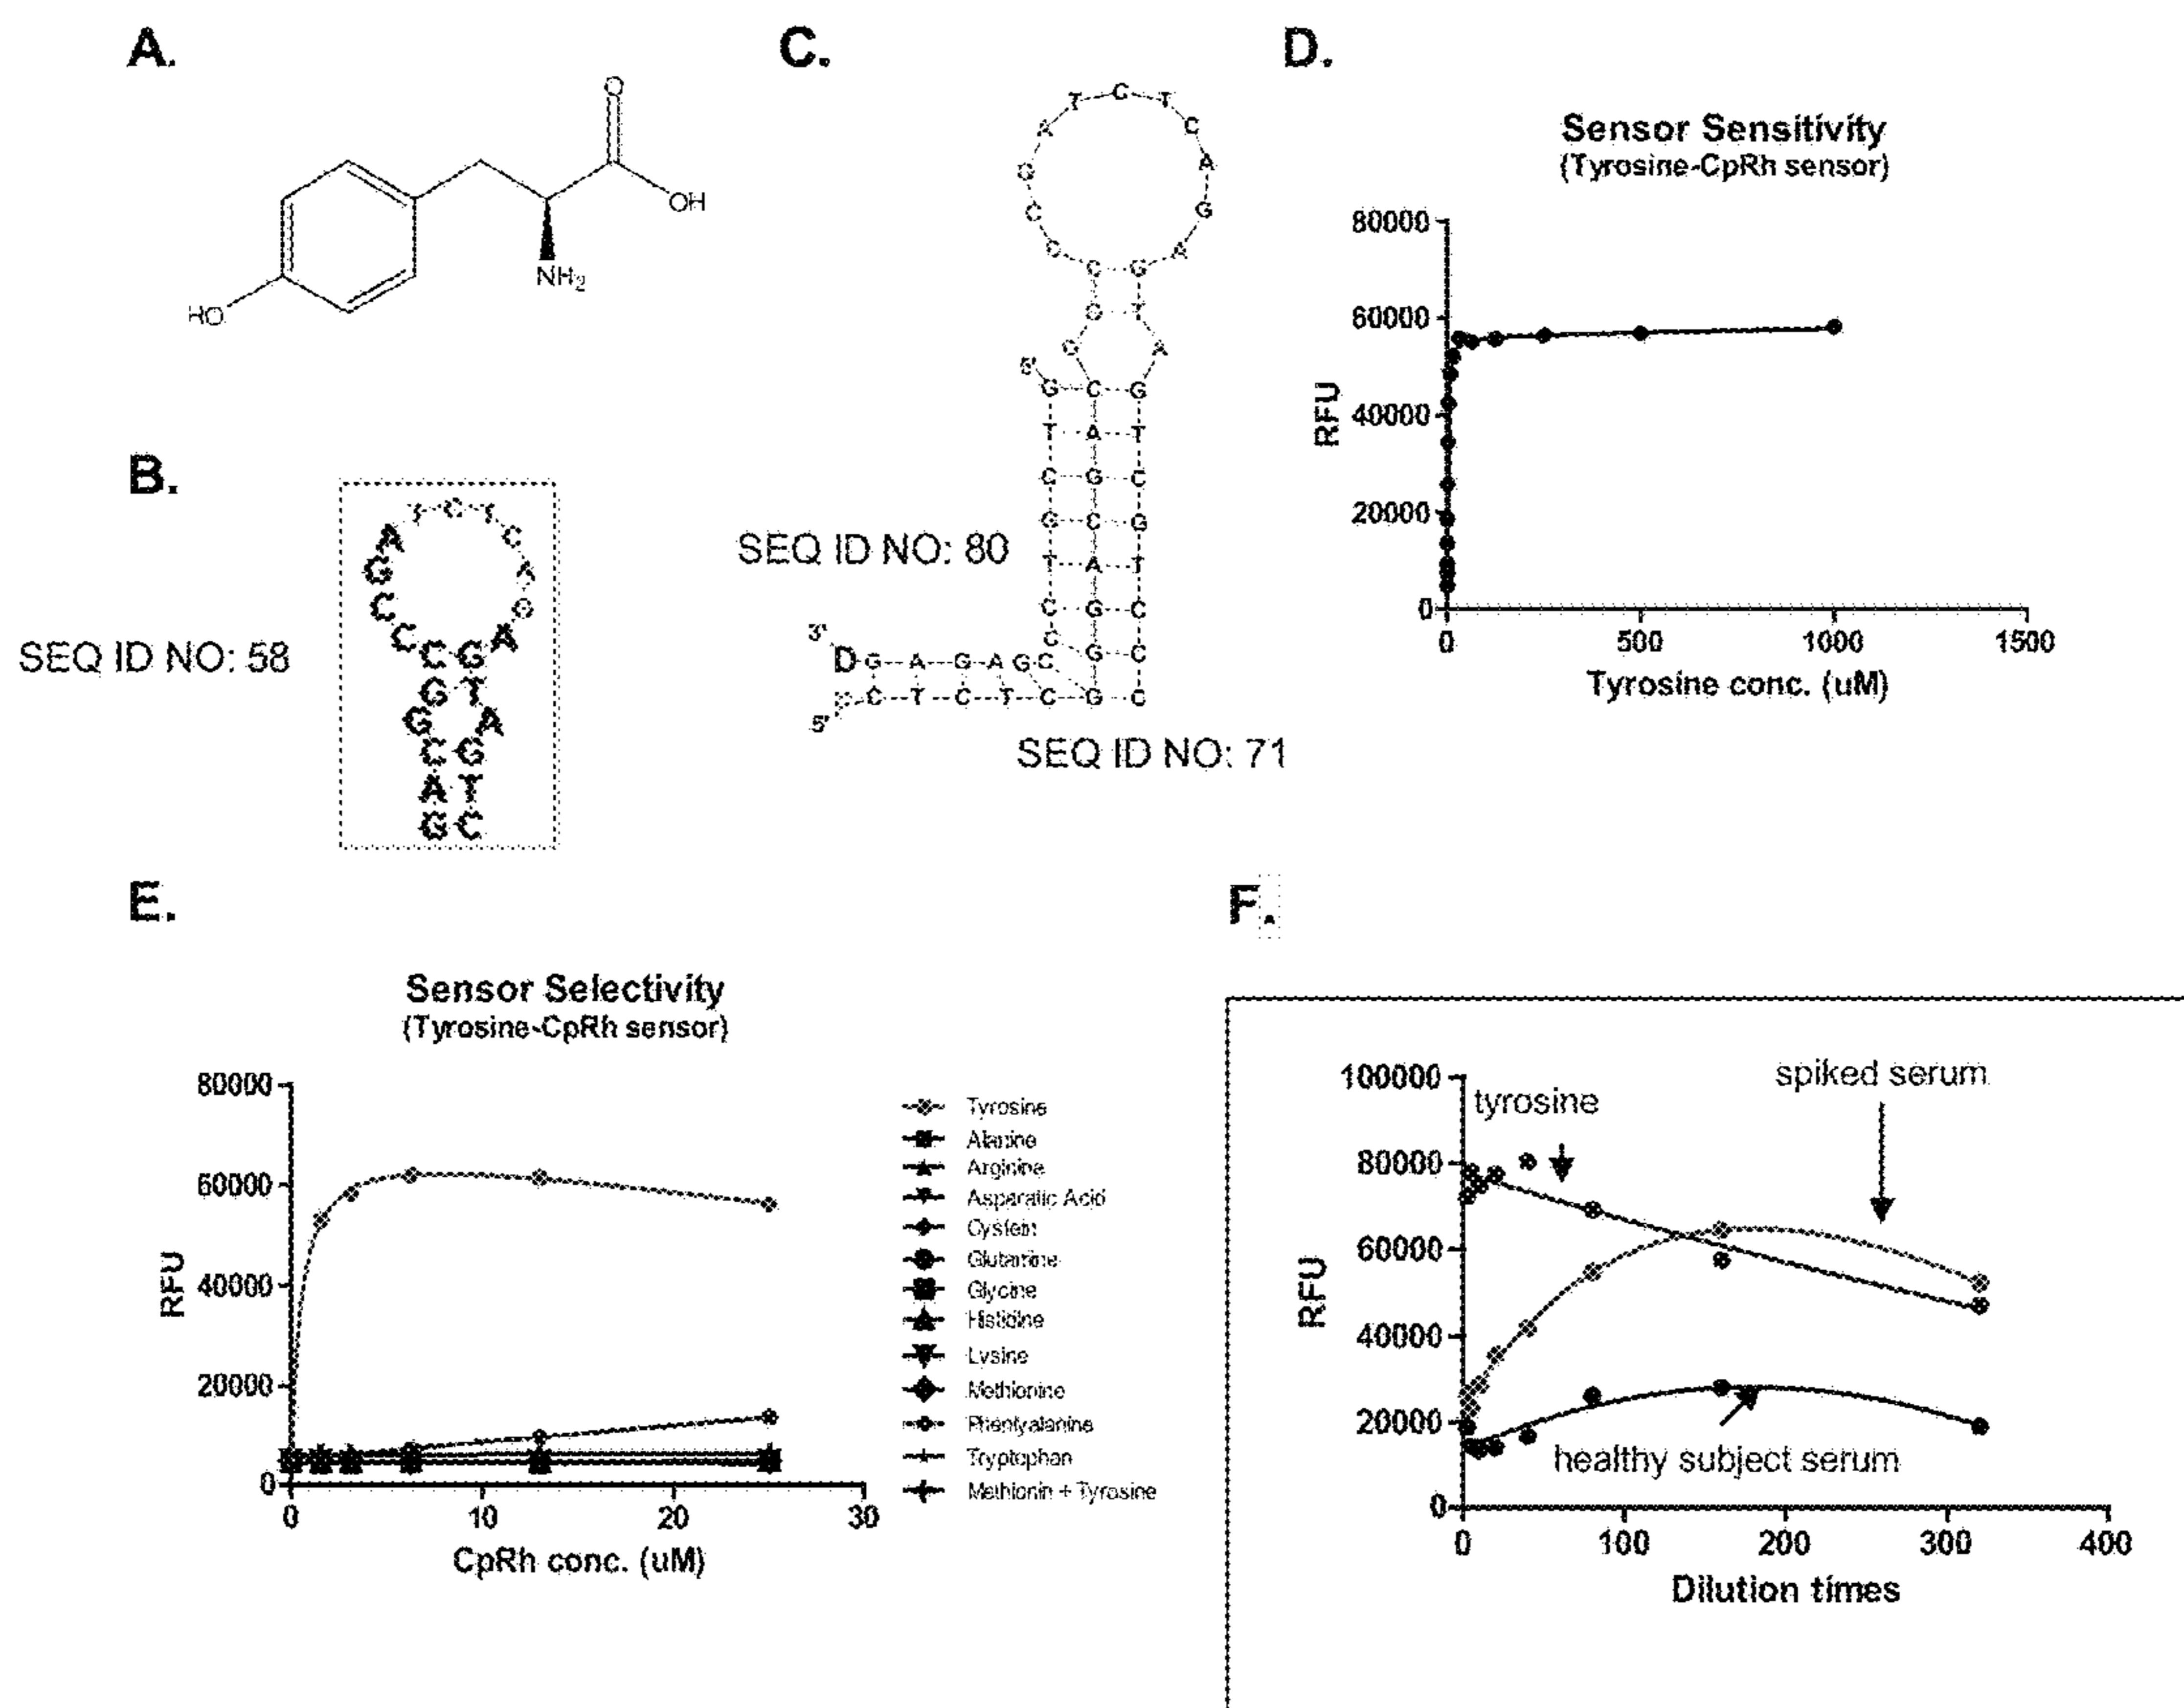 A.
O
OH
NH₂
HO
B.
SEQ ID NO: 58
A T C T C
G A
C G
C A
C G
G T
G A
C G
A T
G C
C.
T C T
A C
G A
C G
C A
C G
G T
G A
5' G C G
T A T
C G C
G C G
T A T
SEQ ID NO: 80
C G C
C G C
3' D G A G A G C
5' F C T C T C G C
SEQ ID NO: 71
D.
Sensor Sensitivity
(Tyrosine-CpRh sensor)
80000
60000
40000
20000
0
RFU
0 500 1000 1500
Tyrosine conc. (uM)
E.
Sensor Selectivity
(Tyrosine-CpRh sensor)
80000
60000
40000
20000
0
RFU
0 10 20 30
CpRh conc. (uM)
Tyrosine
Alanine
Arginine
Asparatic Acid
Cystein
Glutamine
Glycine
Histidine
Lysine
Methionine
Phenlyalanine
Tryptophan
Methionin + Tyrosine
F.
100000
80000
60000
40000
20000
0
RFU
tyrosine
spiked serum
healthy subject serum
0 100 200 300 400
Dilution times